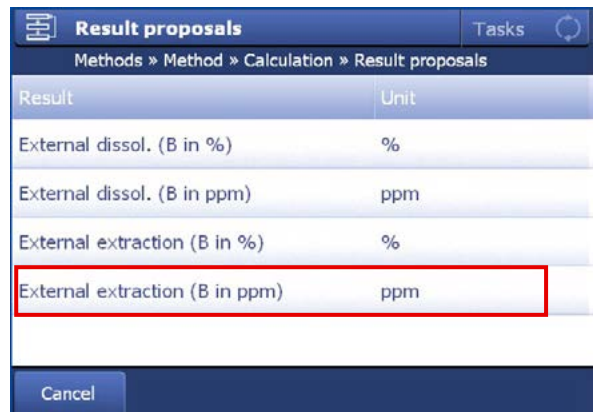 Result proposals Tasks
Methods » Method » Calculation » Result proposals
Result Unit
External dissol. (B in %) %
External dissol. (B in ppm) ppm
External extraction (B in %) %
External extraction (B in ppm) ppm
Cancel